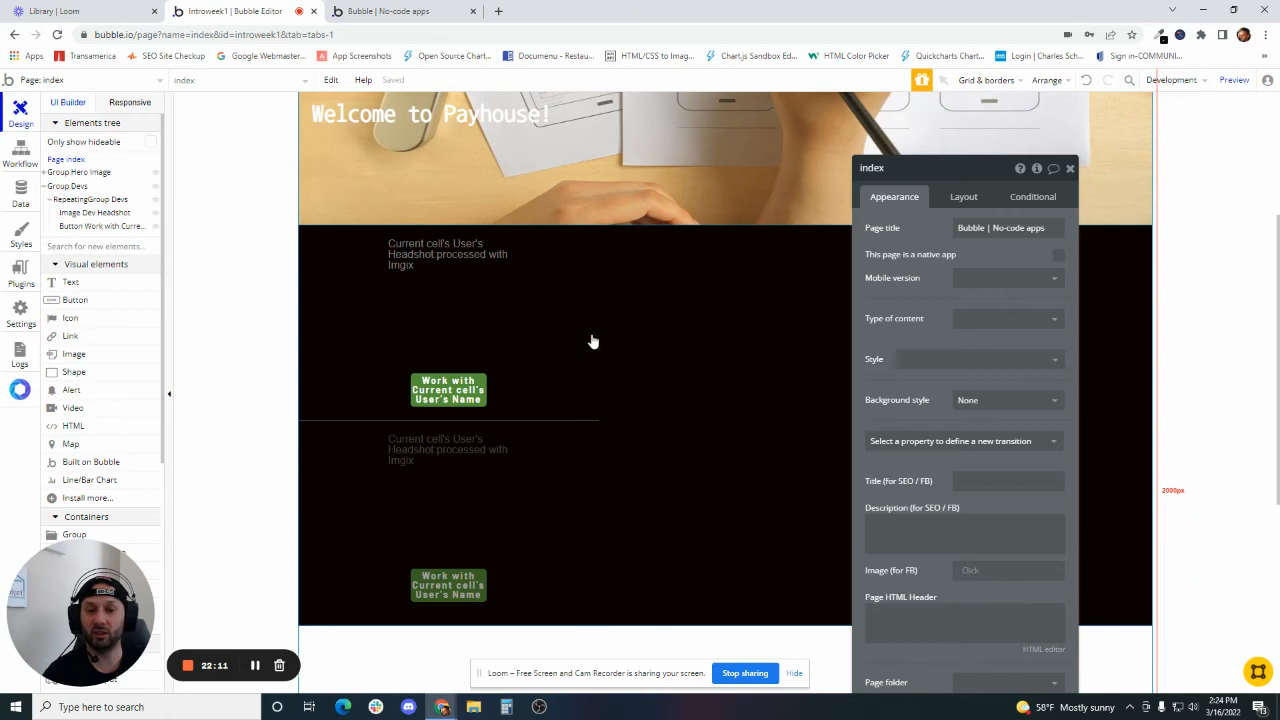 Library | Loom
Introweek1 | Bubble Editor
Bubble | No-code apps
bubble.io/page?name=index&id=introweek1&tab=tabs-1
Apps
Transamerica
SEO Site Checkup
Google Webmaster...
App Screenshots
Open Source Chart...
Documenu - Restau...
HTML/CSS to Imag...
HTML Color Picker
Chart.js Sandbox Ed...
Quickcharts Chart...
Login | Bouncie
Sign in-COMMUNI...
»
Page: index
index
Edit
Help
Saved
Grid & borders
Arrange
Development
Preview
Design
Workflow
Data
Styles
Plugins
Settings
Logs
UI Builder
Responsive
Elements tree
Only show hideable
Page index
Group Hero Image
Group Devs
RepeatingGroup Devs
Image Dev Headshot
Button Work with Curre...
Search for new elements...
Visual elements
Text
CLICK
Button
Icon
Link
Image
Shape
Alert
Video
HTML
Map
Built on Bubble
Line/Bar Chart
Install more...
Containers
Group
Welcome to Payhouse!
Current cell's User's
Headshot:processed with
Imgix
Work with
Current cell's
User's Name
Current cell's User's
Headshot:processed with
Imgix
Work with
Current cell's
User's Name
index
Appearance
Layout
Conditional
Page title
Bubble | No-code apps
This page is a native app
Mobile version
Type of content
Style
Background style
None
Select a property to define a new transition
Title (for SEO / FB)
Description (for SEO / FB)
Image (for FB)
Click
Page HTML Header
HTML editor
Page folder
2000px
22:11
Loom – Free Screen and Cam Recorder is sharing your screen.
Stop sharing
Hide
Type here to search
58°F Mostly sunny
2:24 PM
3/16/2022